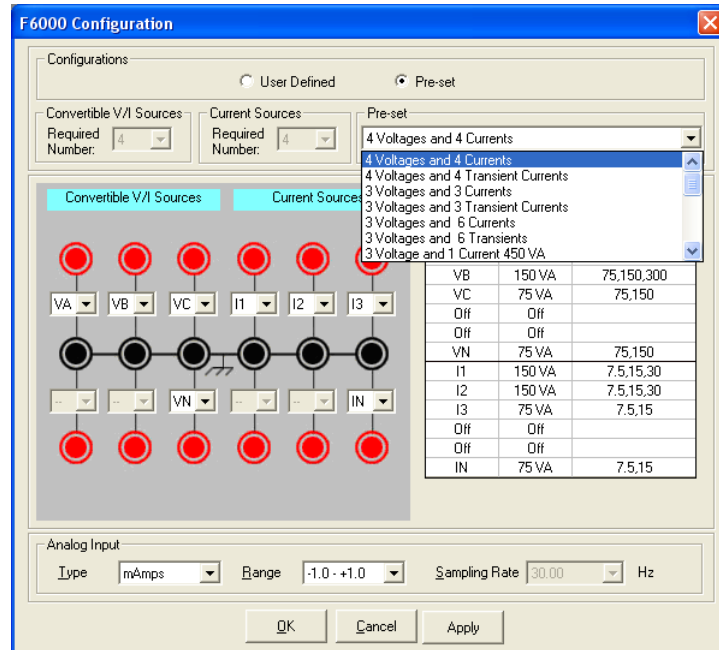 F6000 Configuration
Configurations
User Defined
Pre-set
Convertible V/I Sources
Required
Number:
4
Current Sources
Required
Number:
4
Pre-set
4 Voltages and 4 Currents
4 Voltages and 4 Currents
4 Voltages and 4 Transient Currents
3 Voltages and 3 Currents
3 Voltages and 3 Transient Currents
3 Voltages and  6 Currents
3 Voltages and  6 Transients
3 Voltage and 1 Current 450 VA
Convertible V/I Sources
Current Sources
VA VB VC I1 I2 I3
-- -- VN -- -- IN
VB 150 VA 75,150,300
VC 75 VA 75,150
Off Off
Off Off
VN 75 VA 75,150
I1 150 VA 7.5,15,30
I2 150 VA 7.5,15,30
I3 75 VA 7.5,15
Off Off
Off Off
IN 75 VA 7.5,15
Analog Input
Type mAmps Range -1.0 - +1.0 Sampling Rate 30.00 Hz
OK Cancel Apply